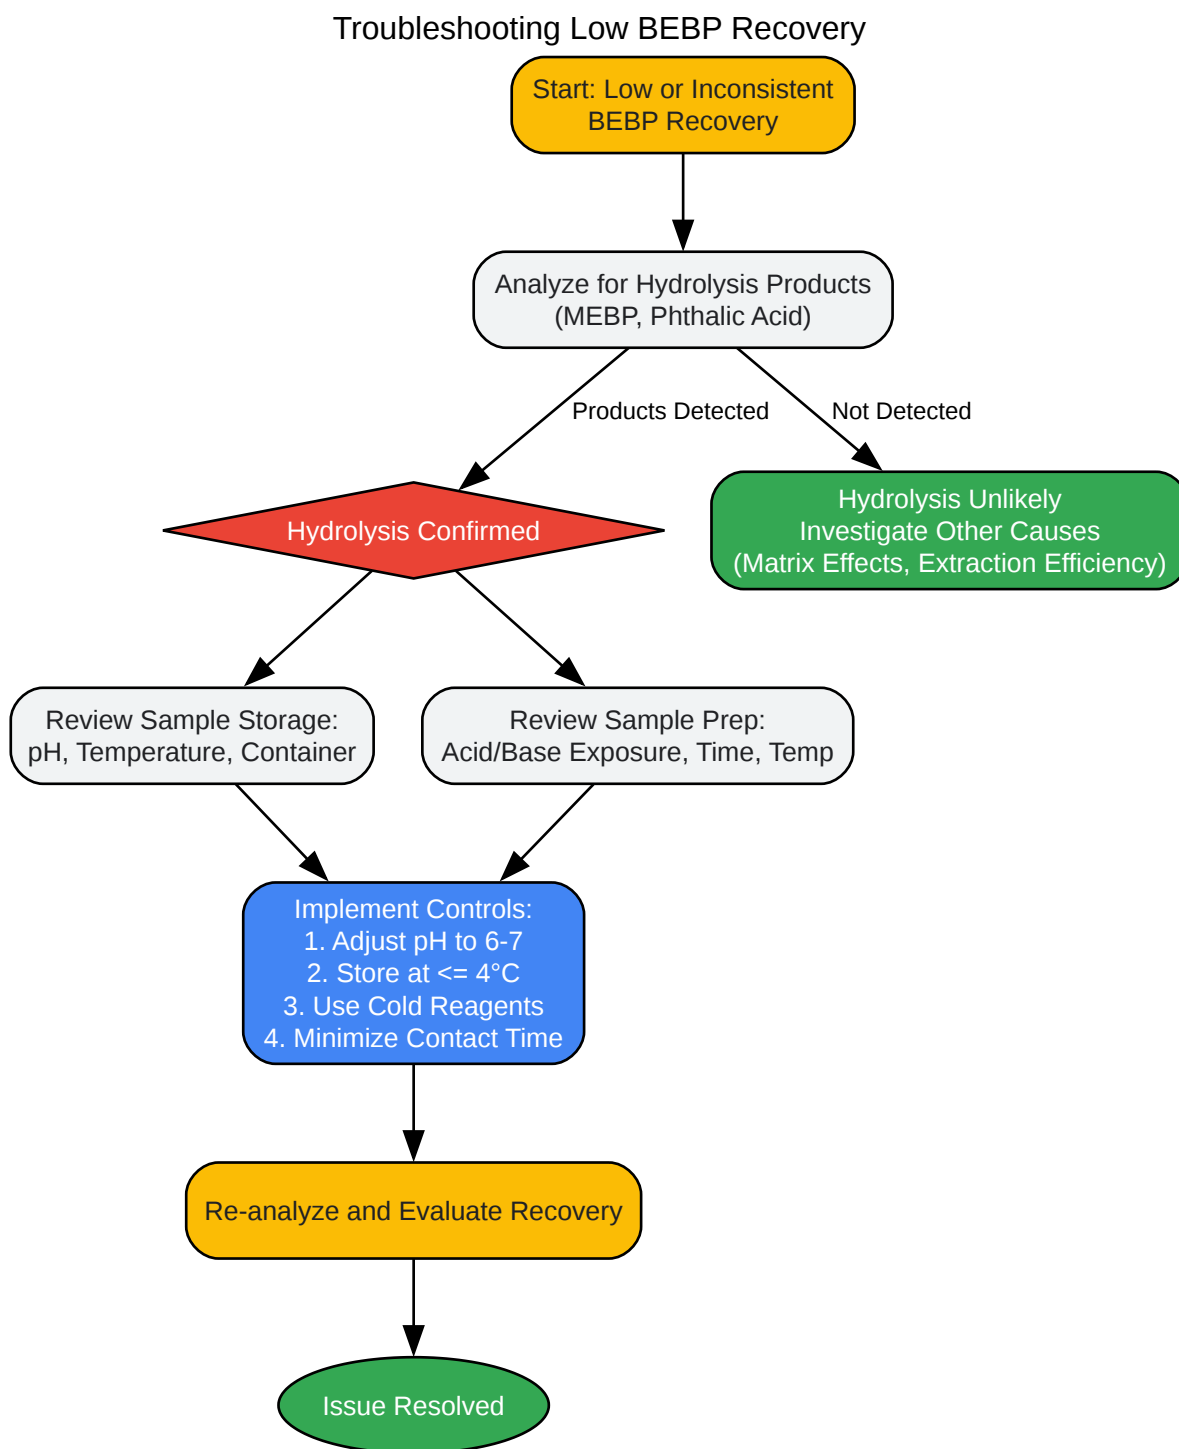 Troubleshooting Low BEBP Recovery
Start: Low or Inconsistent
BEBP Recovery
Analyze for Hydrolysis Products
(MEBP, Phthalic Acid)
Products Detected
Not Detected
Hydrolysis Confirmed
Hydrolysis Unlikely
Investigate Other Causes
(Matrix Effects, Extraction Efficiency)
Review Sample Storage:
pH, Temperature, Container
Review Sample Prep:
Acid/Base Exposure, Time, Temp
Implement Controls:
1. Adjust pH to 6-7
2. Store at <= 4°C
3. Use Cold Reagents
4. Minimize Contact Time
Re-analyze and Evaluate Recovery
Issue Resolved